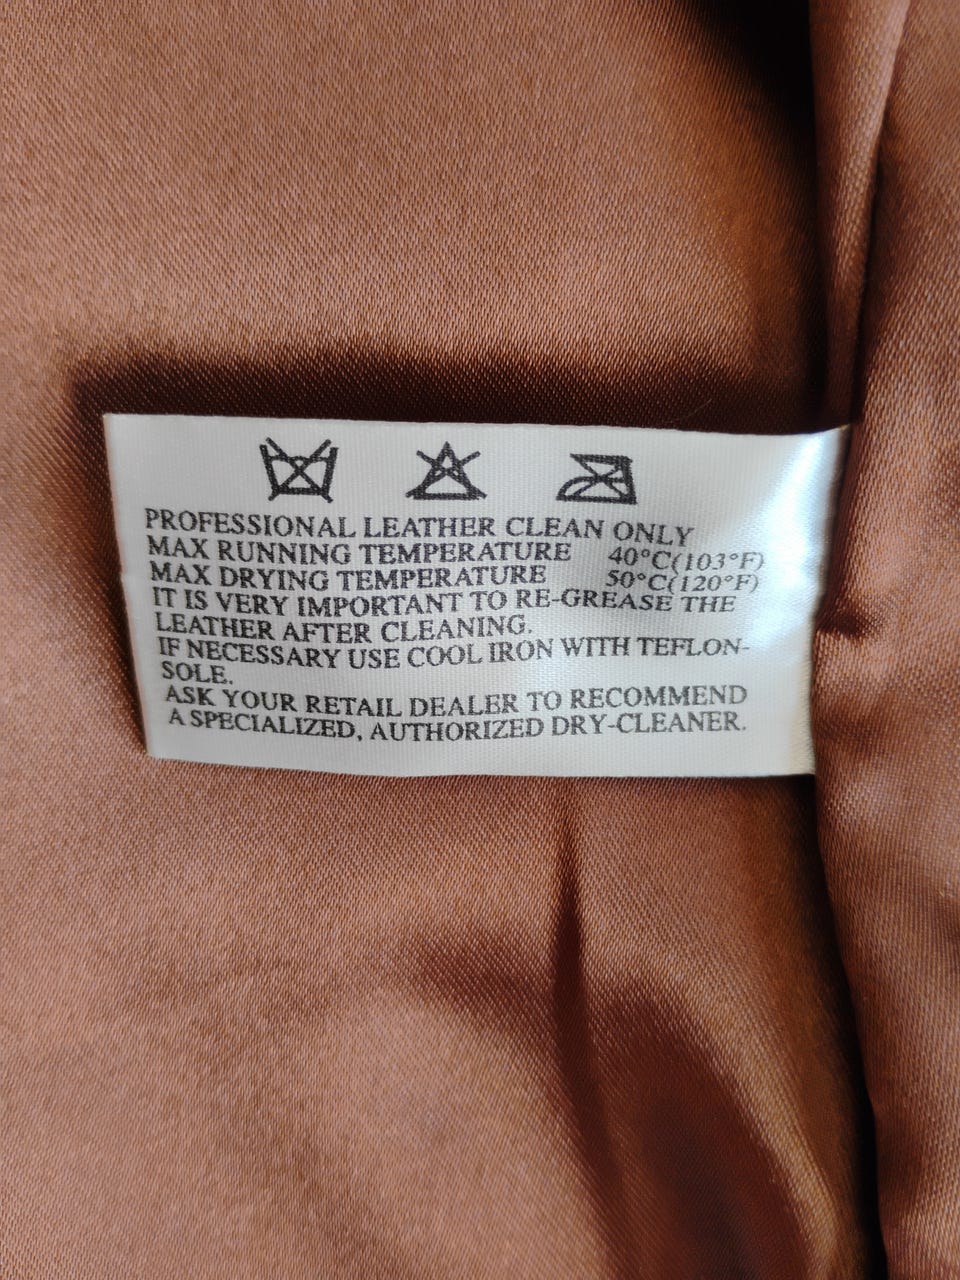 PROFESSIONAL LEATHER CLEAN ONLY
MAX RUNNING TEMPERATURE 40°C(103°F)
MAX DRYING TEMPERATURE 50°C(120°F)
IT IS VERY IMPORTANT TO RE-GREASE THE
LEATHER AFTER CLEANING.
IF NECESSARY USE COOL IRON WITH TEFLON-
SOLE.
ASK YOUR RETAIL DEALER TO RECOMMEND
A SPECIALIZED, AUTHORIZED DRY-CLEANER.